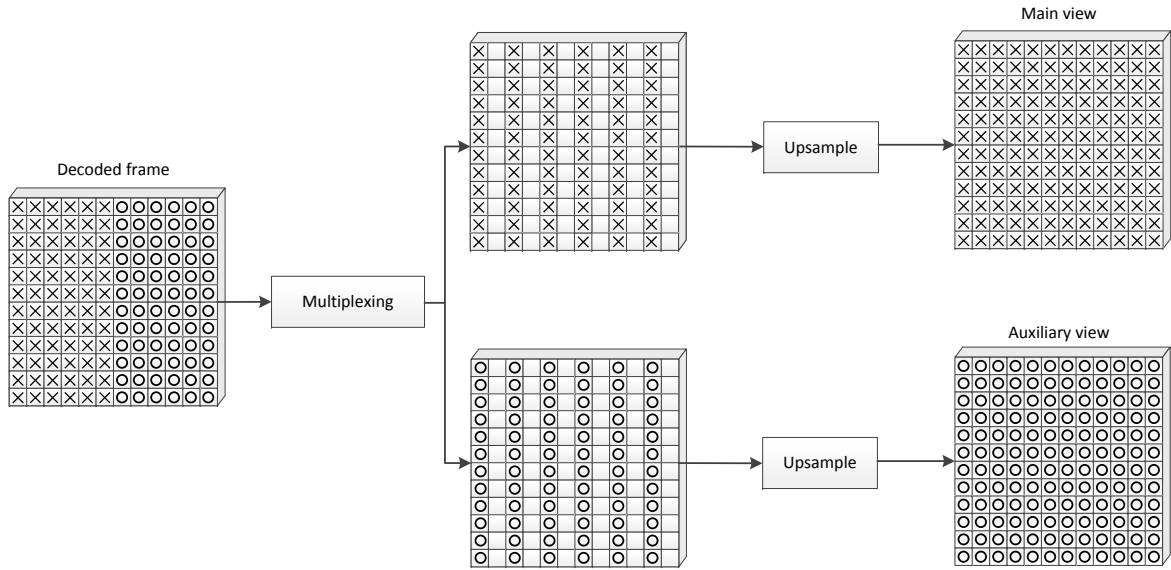 Main view
Upsample
Decoded frame
Multiplexing
Auxiliary view
Upsample